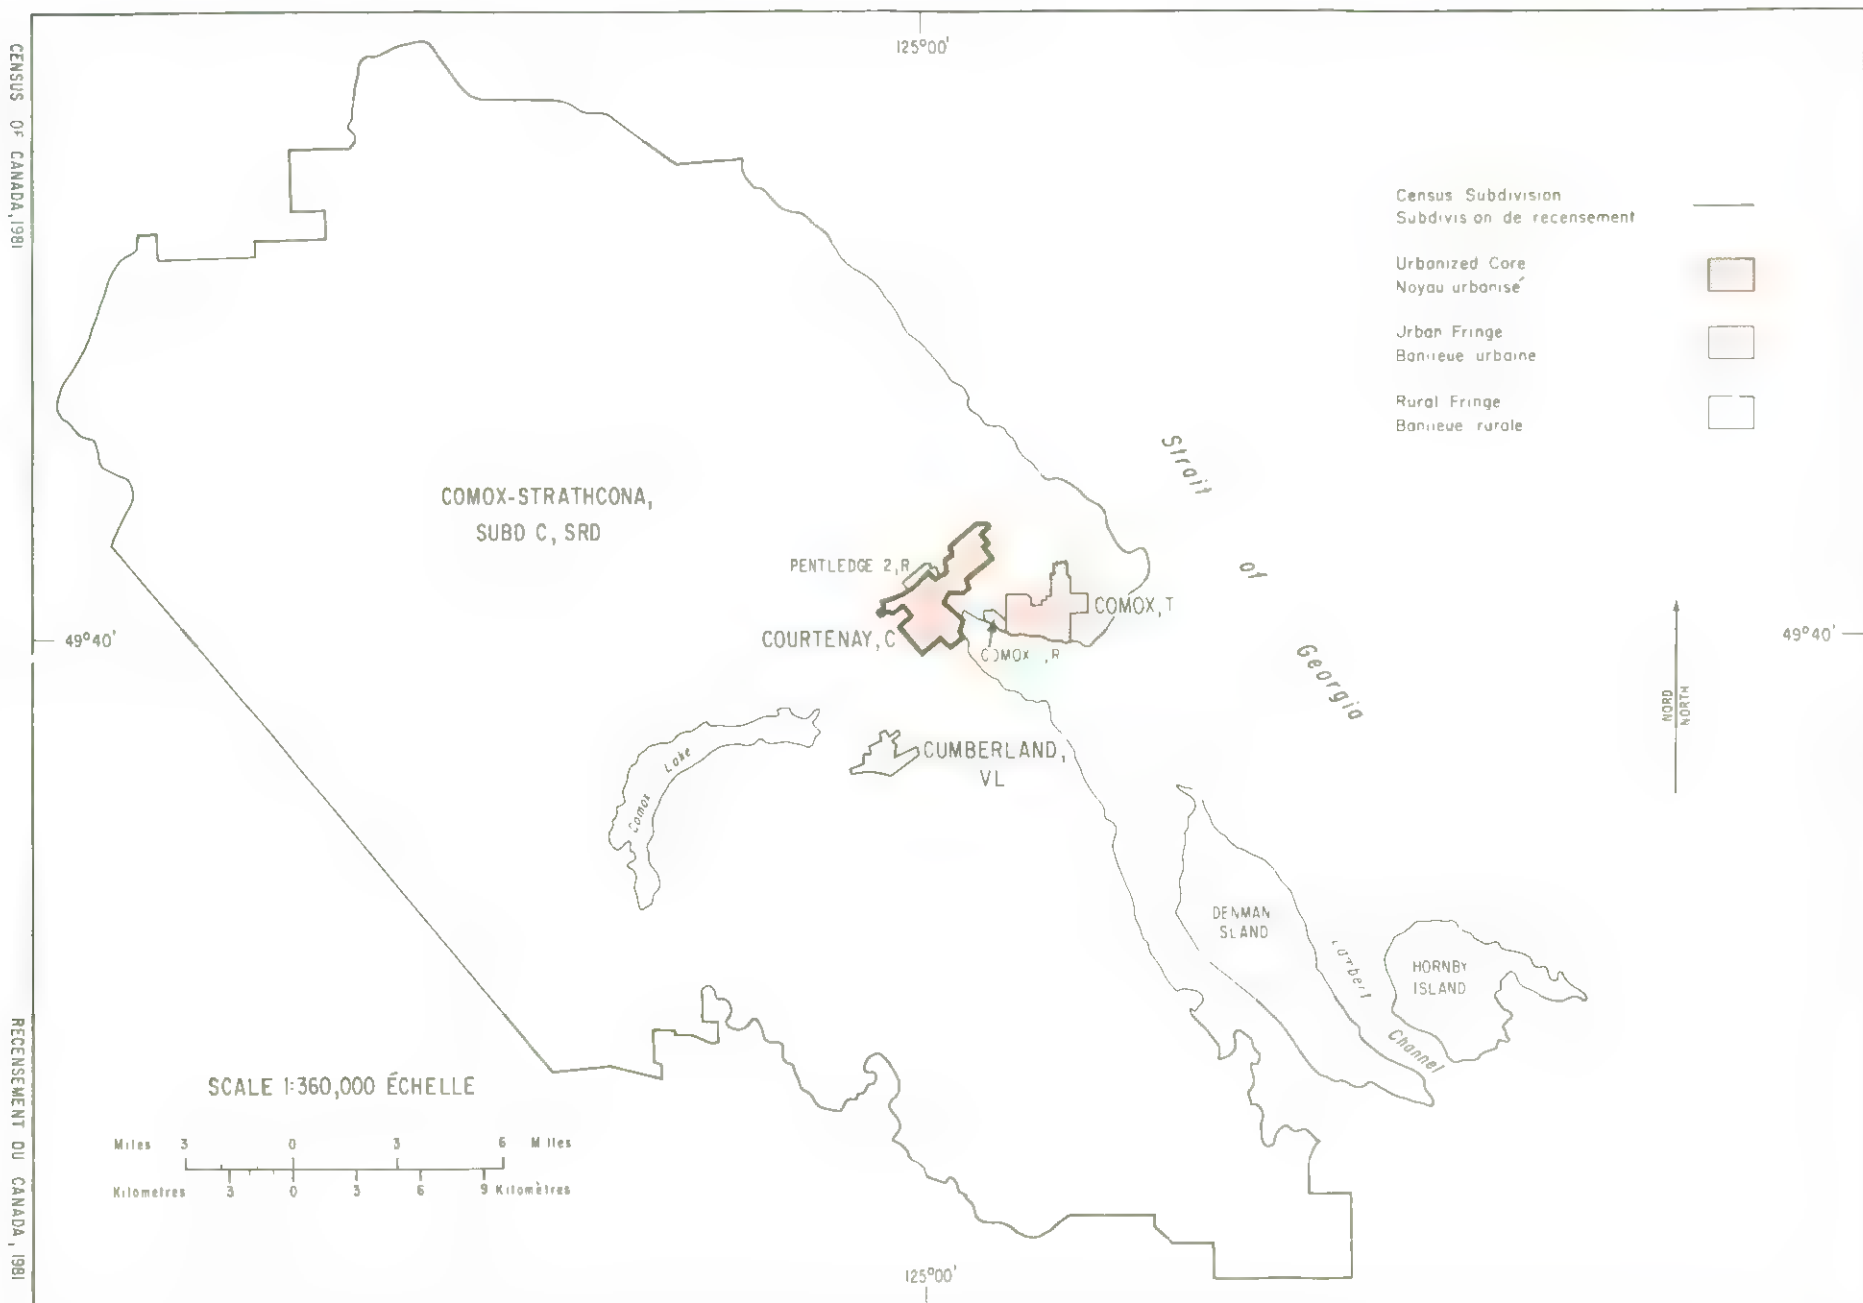 CENSUS OF CANADA, 1981
125°00'
Census Subdivision
Subdivision de recensement
Urbanized Core
Noyau urbanisé
Urban Fringe
Banlieue urbaine
Rural Fringe
Banlieue rurale
Strait of Georgia
COMOX-STRATHCONA,
SUBD C, SRD
PENTLEDGE 2, R
COMOX, T
COURTENAY, C
COMOX , R
49°40'
49°40'
NORD
NORTH
CUMBERLAND,
VL
Comox Lake
DENMAN
ISLAND
Lambert Channel
HORNBY
ISLAND
SCALE 1:360,000 ÉCHELLE
Miles 3 0 3 6 Milles
Kilometres 3 0 3 6 9 Kilomètres
125°00'
RECENSEMENT DU CANADA, 1981